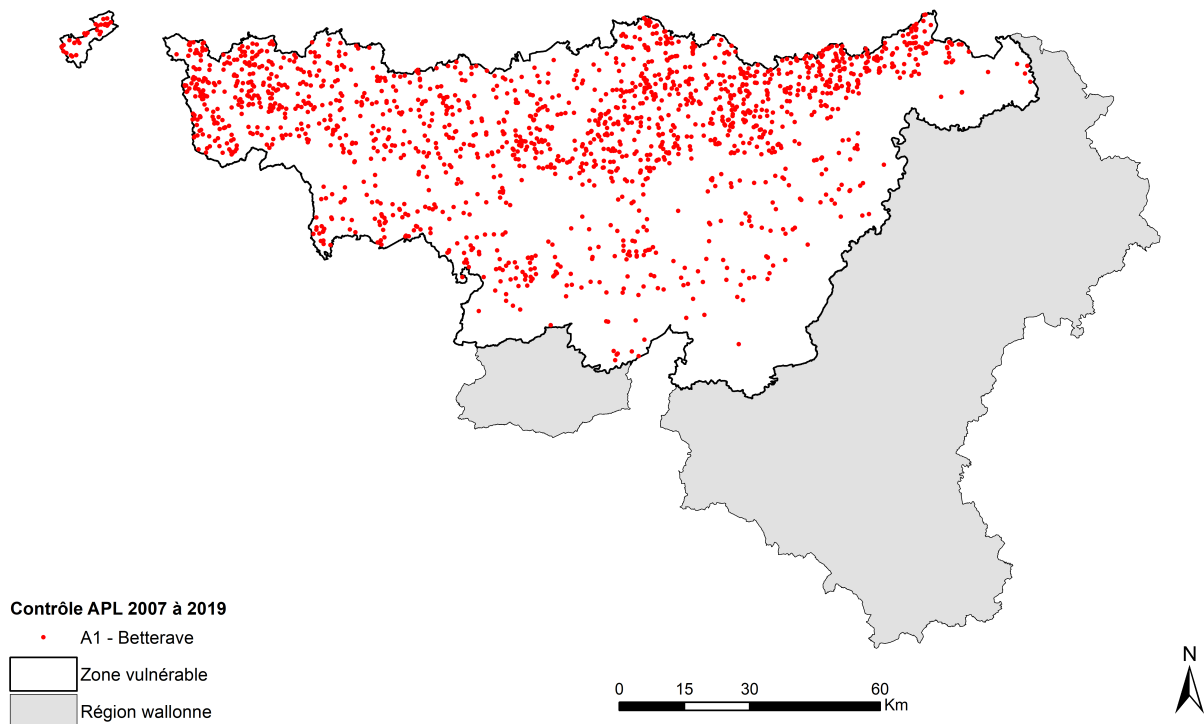 Contrôle APL 2007 à 2019
A1 - Betterave
Zone vulnérable
Région wallonne
0 15 30 60
Km
N